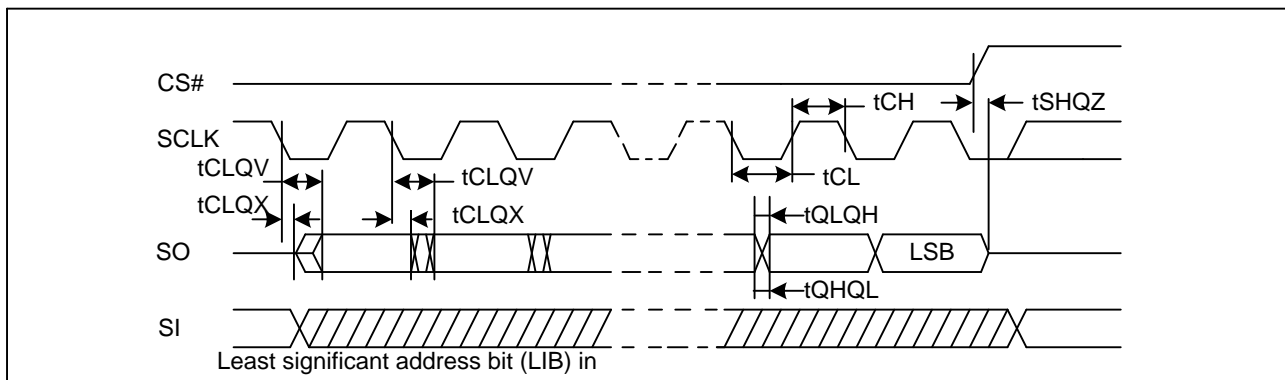 CS#
tCH
tSHQZ
SCLK
tCLQV
tCLQV
tCL
tCLQX
tCLQX
tQLQH
SO
LSB
tQHQL
SI
Least significant address bit (LIB) in